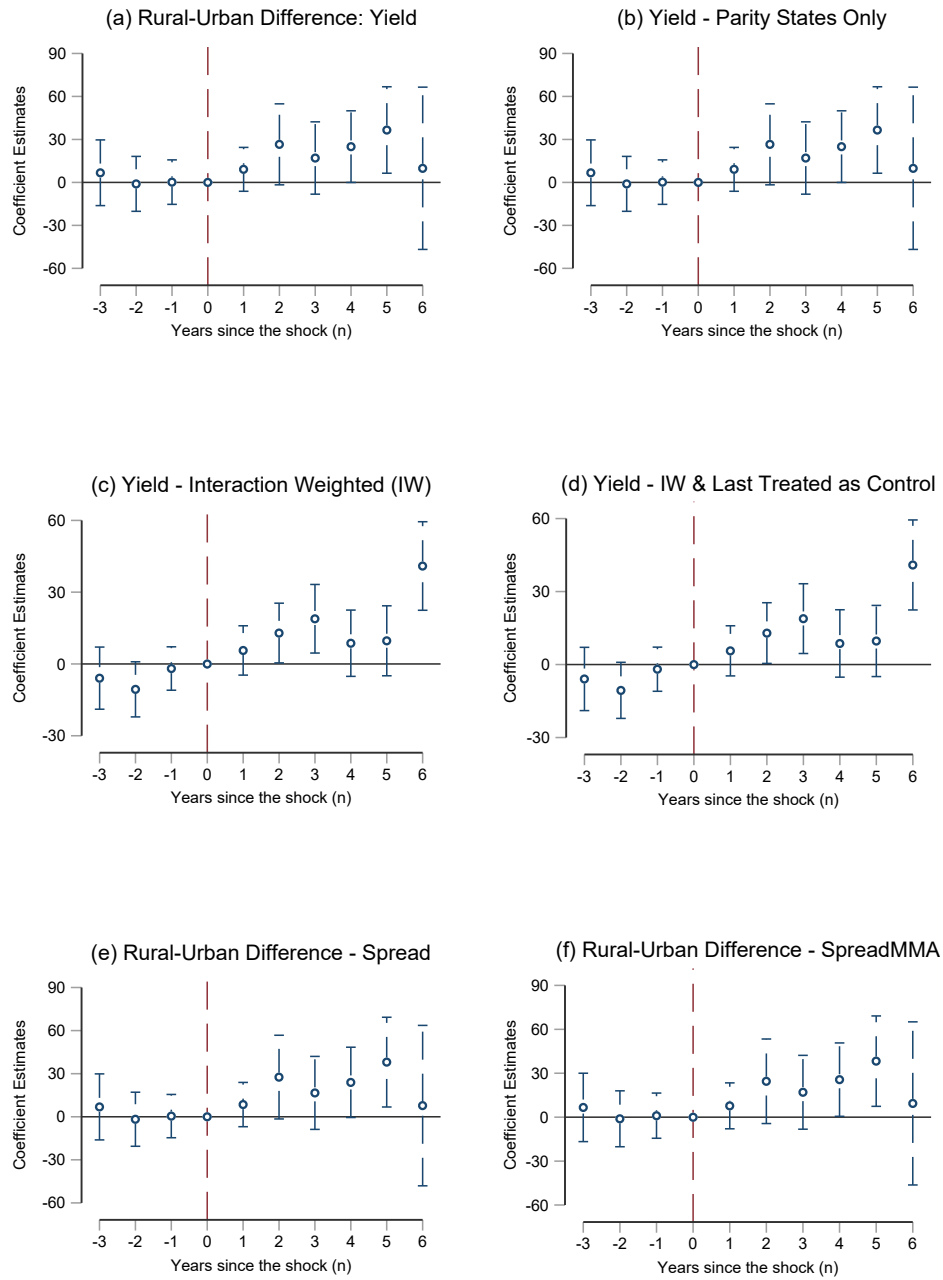 (a) Rural-Urban Difference: Yield
90
60
30
0
-30
-60
Coefficient Estimates
-3 -2 -1 0 1 2 3 4 5 6
Years since the shock (n)
(b) Yield - Parity States Only
90
60
30
0
-30
-60
Coefficient Estimates
-3 -2 -1 0 1 2 3 4 5 6
Years since the shock (n)
(c) Yield - Interaction Weighted (IW)
60
30
0
-30
Coefficient Estimates
-3 -2 -1 0 1 2 3 4 5 6
Years since the shock (n)
(d) Yield - IW & Last Treated as Control
60
30
0
-30
Coefficient Estimates
-3 -2 -1 0 1 2 3 4 5 6
Years since the shock (n)
(e) Rural-Urban Difference - Spread
90
60
30
0
-30
-60
Coefficient Estimates
-3 -2 -1 0 1 2 3 4 5 6
Years since the shock (n)
(f) Rural-Urban Difference - SpreadMMA
90
60
30
0
-30
-60
Coefficient Estimates
-3 -2 -1 0 1 2 3 4 5 6
Years since the shock (n)